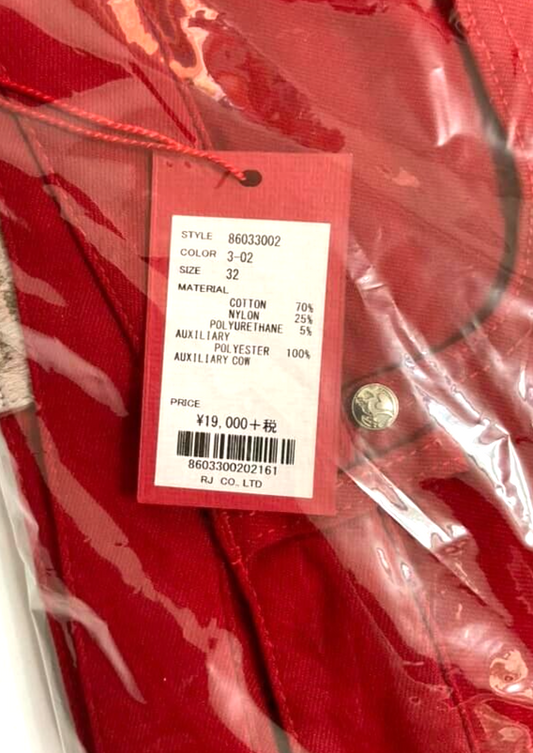 STYLE 86033002
COLOR 3-02
SIZE 32
MATERIAL
COTTON 70%
NYLON 25%
POLYURETHANE 5%
AUXILIARY
POLYESTER 100%
AUXILIARY COW
PRICE
¥19,000+税
8603300202161
RJ CO.,LTD